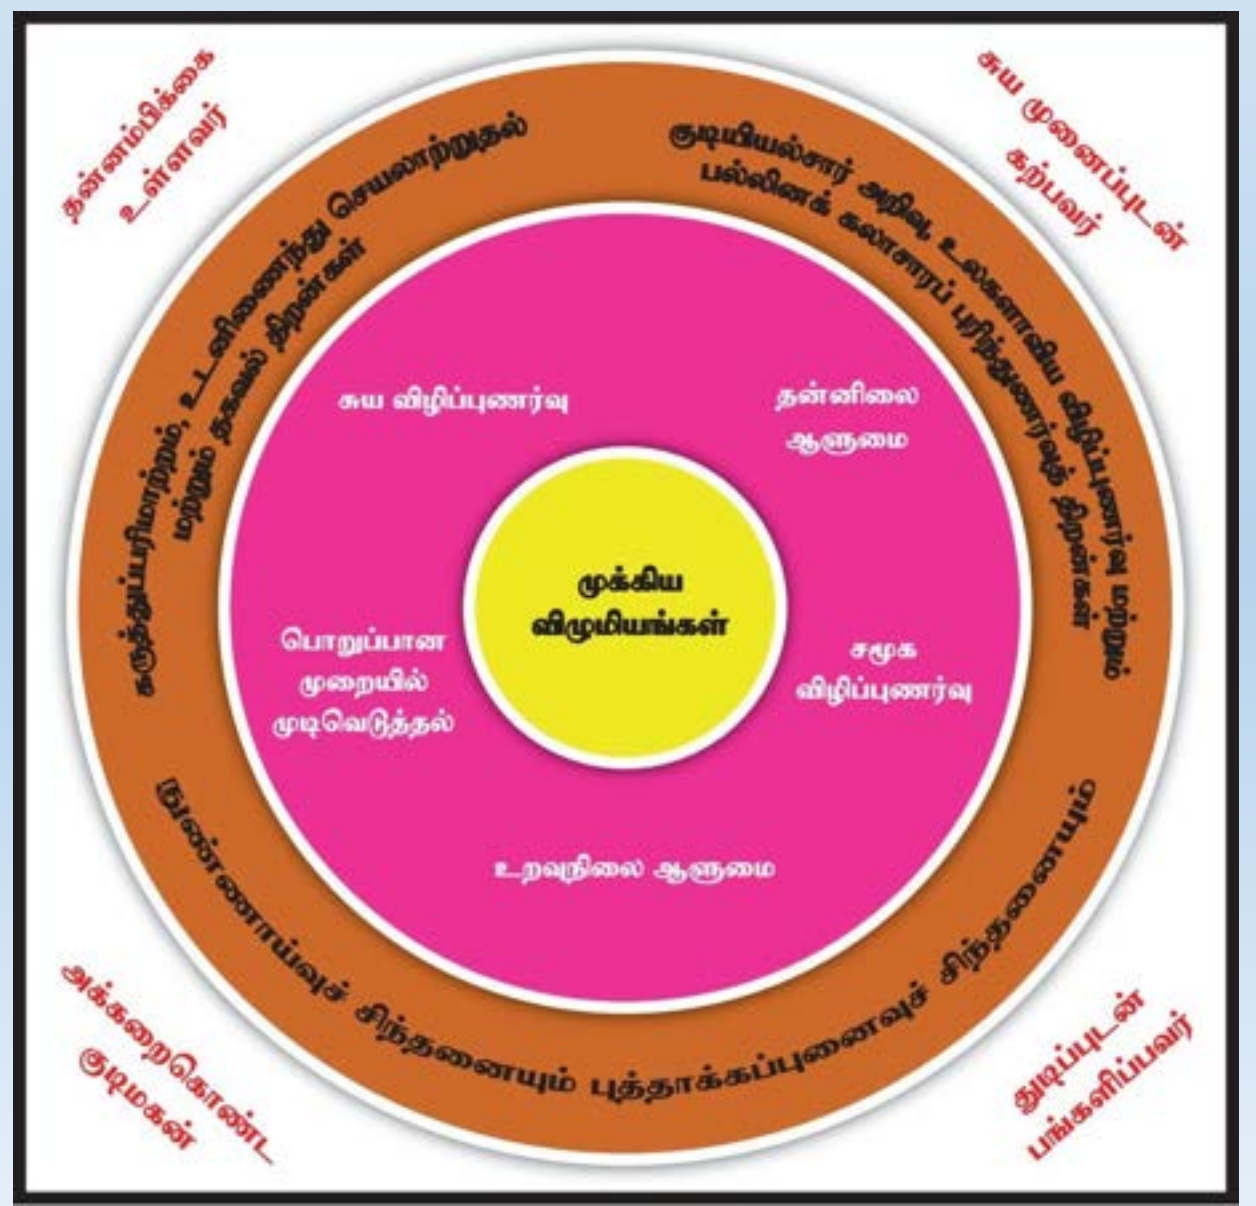 தன்னம்பிக்கை
உள்ளவர்
சுய முனைப்புடன்
கற்பவர்
கருத்துப்பரிமாற்றம், உடனிணைந்து செயலாற்றுதல்
மற்றும் தகவல் திறன்கள்
குடியியல்சார் அறிவு, உலகளாவிய விழிப்புணர்வு மற்றும்
பல்லினக் கலாசாரப் புரிந்துணர்வுத் திறன்கள்
சுய விழிப்புணர்வு
தன்னிலை
ஆளுமை
முக்கிய
விழுமியங்கள்
பொறுப்பான
முறையில்
முடிவெடுத்தல்
சமூக
விழிப்புணர்வு
உறவுநிலை ஆளுமை
நுண்ணாய்வுச் சிந்தனையும் புத்தாக்கப்புனைவுச் சிந்தனையும்
அக்கறைகொண்ட
குடிமகன்
துடிப்புடன்
பங்களிப்பவர்